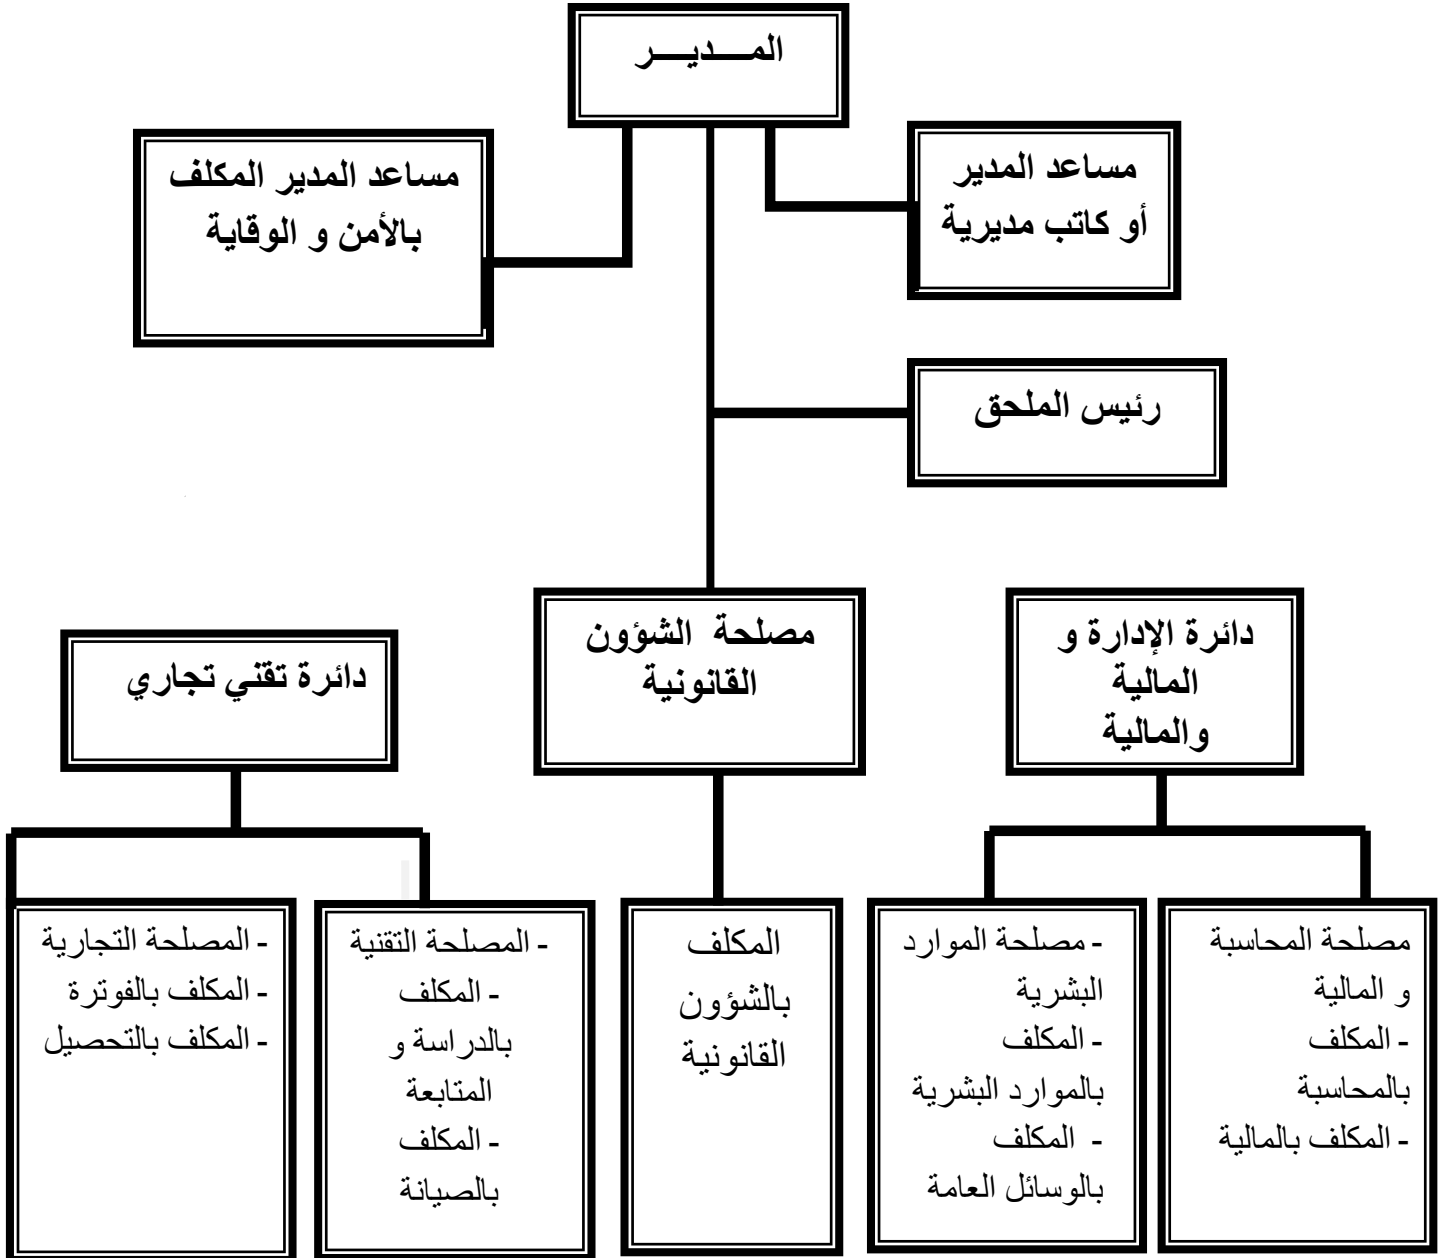 المـــديـــر
مساعد المدير
أو كاتب مديرية
مساعد المدير المكلف
بالأمن و الوقاية
رئيس الملحق
دائرة الإدارة و
المالية
والمالية
مصلحة الشؤون
القانونية
دائرة تقني تجاري
مصلحة المحاسبة
و المالية
- المكلف
بالمحاسبة
- المكلف بالمالية
- مصلحة الموارد
البشرية
- المكلف
بالموارد البشرية
- المكلف
بالوسائل العامة
المكلف
بالشؤون
القانونية
- المصلحة التقنية
- المكلف
بالدراسة و
المتابعة
- المكلف
بالصيانة
- المصلحة التجارية
- المكلف بالفوترة
- المكلف بالتحصيل